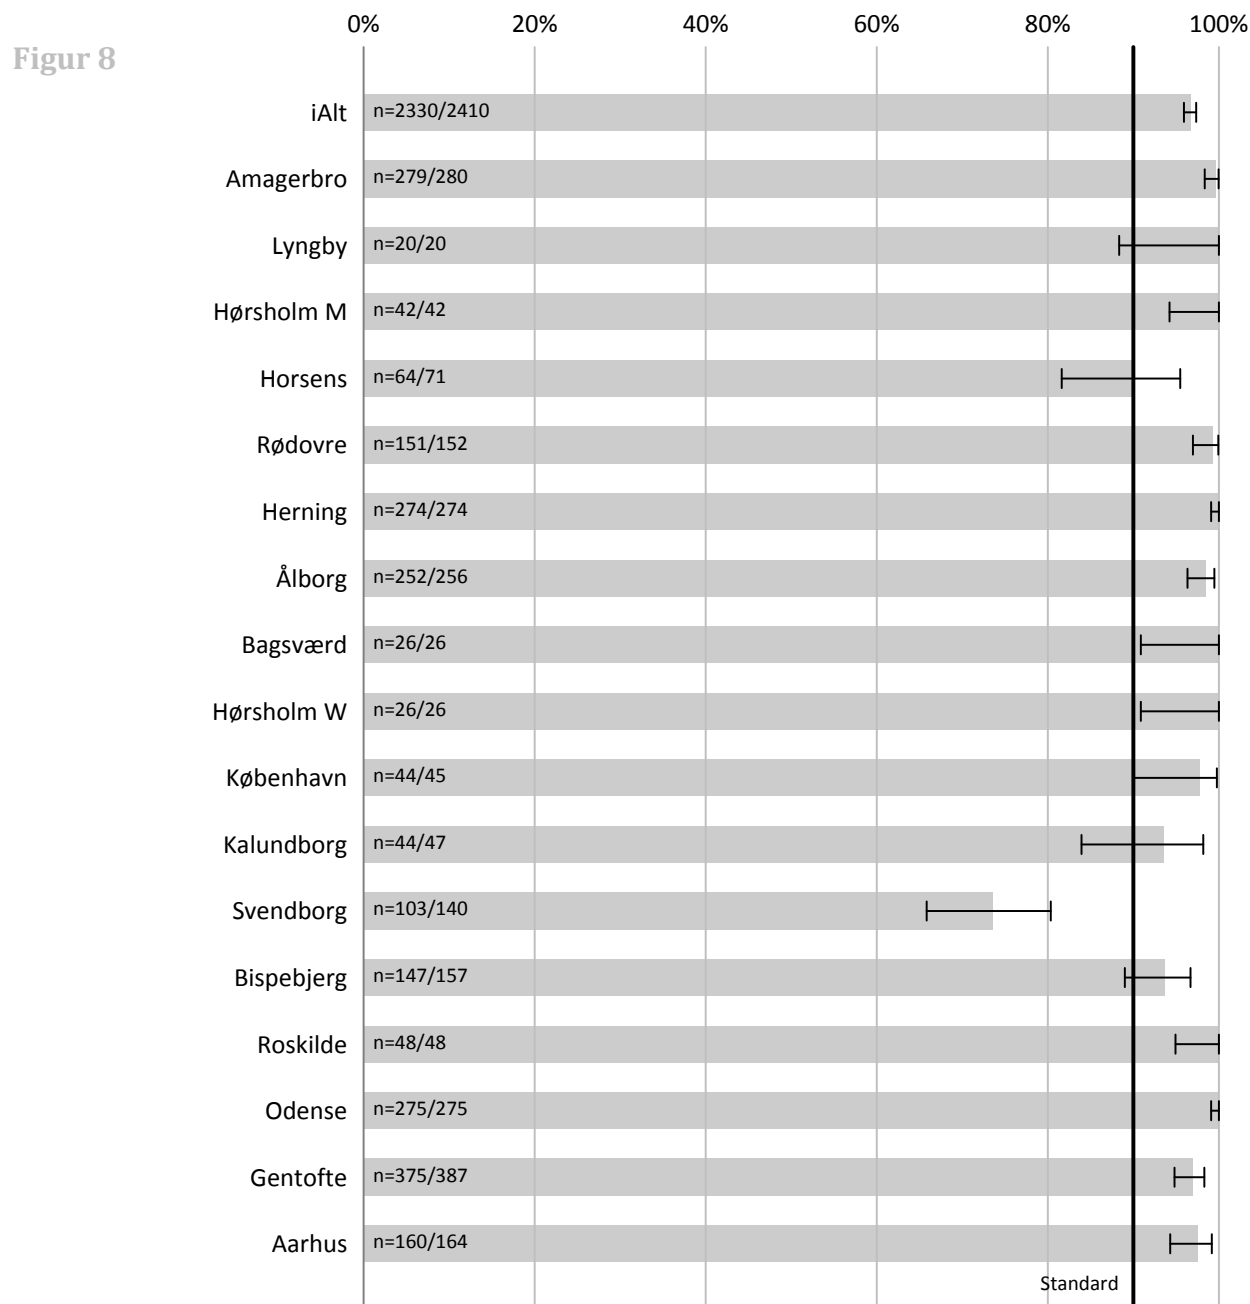 0% 20% 40% 60% 80% 100%
Figur 8
iAlt n=2330/2410
Amagerbro n=279/280
Lyngby n=20/20
Hørsholm M n=42/42
Horsens n=64/71
Rødovre n=151/152
Herning n=274/274
Ålborg n=252/256
Bagsværd n=26/26
Hørsholm W n=26/26
København n=44/45
Kalundborg n=44/47
Svendborg n=103/140
Bispebjerg n=147/157
Roskilde n=48/48
Odense n=275/275
Gentofte n=375/387
Aarhus n=160/164
Standard